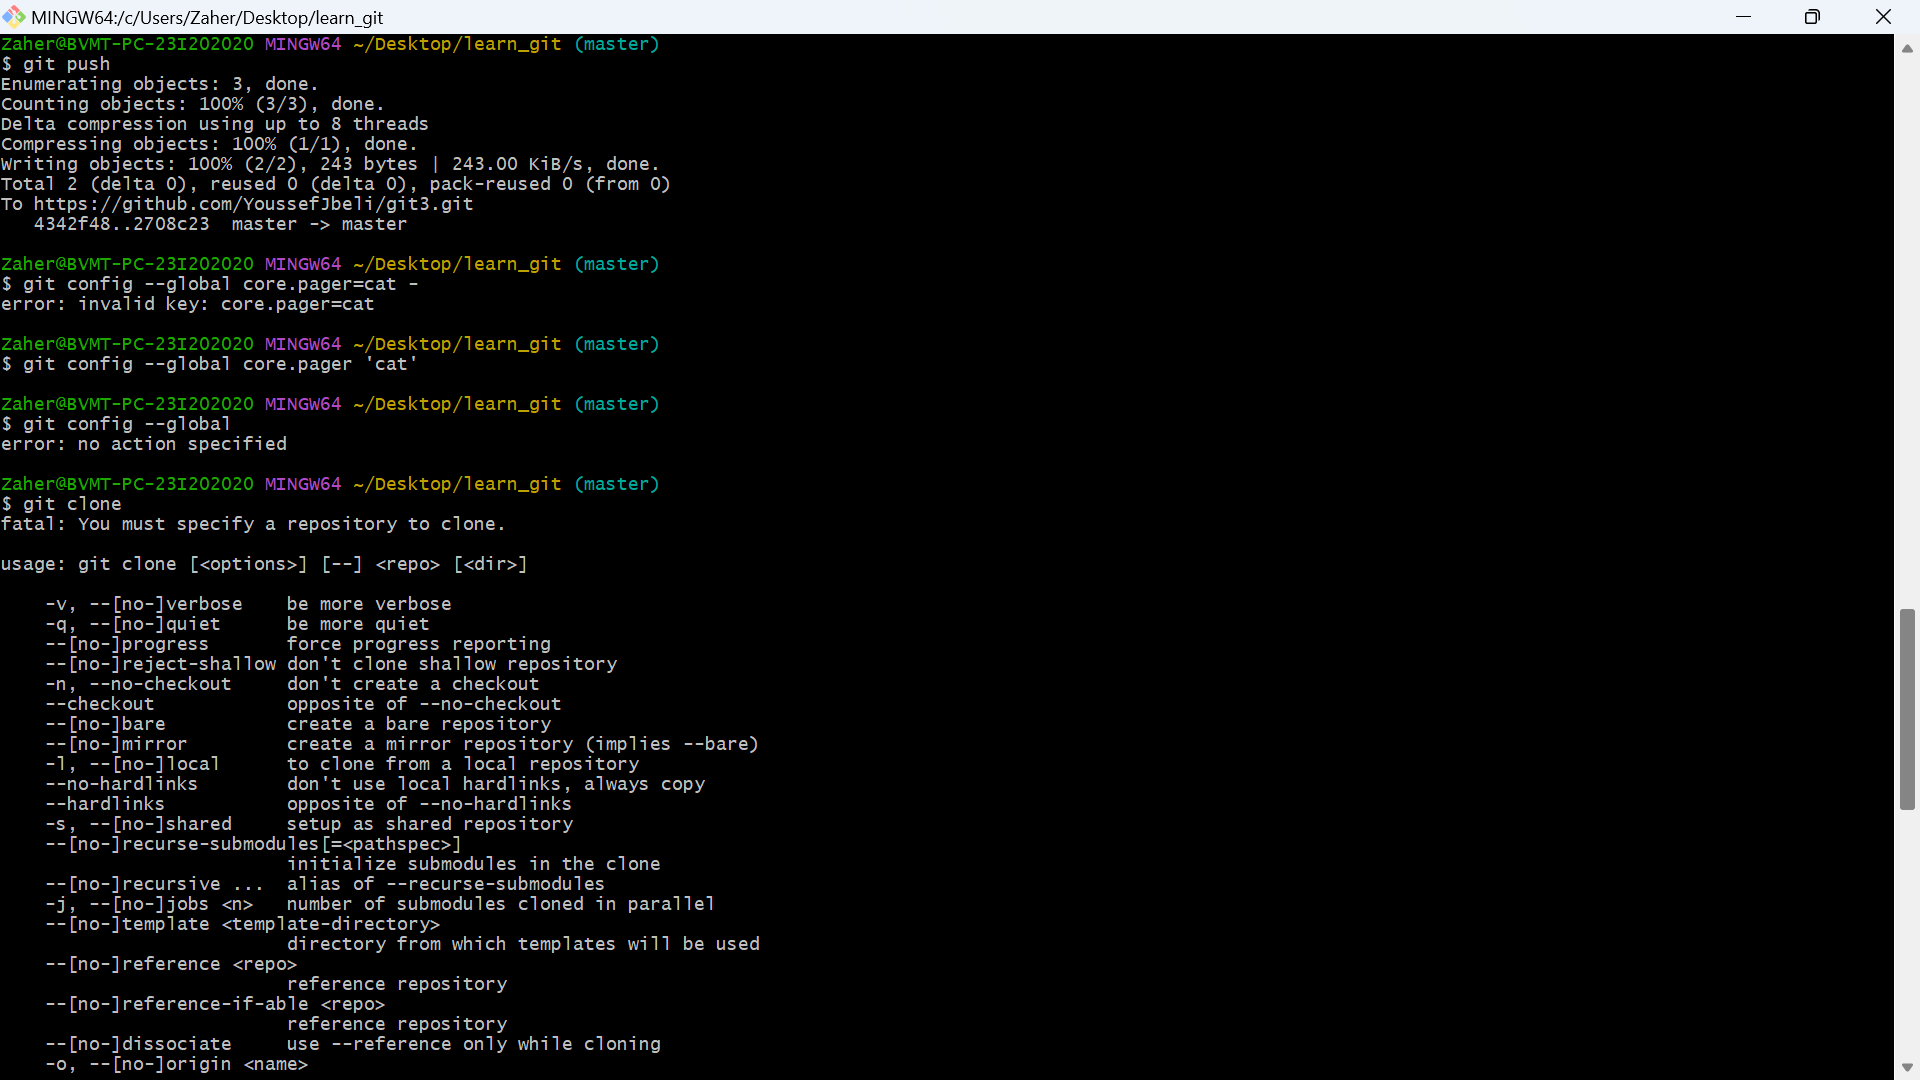 MINGW64:/c/Users/Zaher/Desktop/learn_git
Zaher@BVMT-PC-23I202020 MINGW64 ~/Desktop/learn_git (master)
$ git push
Enumerating objects: 3, done.
Counting objects: 100% (3/3), done.
Delta compression using up to 8 threads
Compressing objects: 100% (1/1), done.
Writing objects: 100% (2/2), 243 bytes | 243.00 KiB/s, done.
Total 2 (delta 0), reused 0 (delta 0), pack-reused 0 (from 0)
To https://github.com/YoussefJbeli/git3.git
   4342f48..2708c23  master -> master
Zaher@BVMT-PC-23I202020 MINGW64 ~/Desktop/learn_git (master)
$ git config --global core.pager=cat -
error: invalid key: core.pager=cat
Zaher@BVMT-PC-23I202020 MINGW64 ~/Desktop/learn_git (master)
$ git config --global core.pager 'cat'
Zaher@BVMT-PC-23I202020 MINGW64 ~/Desktop/learn_git (master)
$ git config --global
error: no action specified
Zaher@BVMT-PC-23I202020 MINGW64 ~/Desktop/learn_git (master)
$ git clone
fatal: You must specify a repository to clone.
usage: git clone [<options>] [--] <repo> [<dir>]
    -v, --[no-]verbose    be more verbose
    -q, --[no-]quiet      be more quiet
    --[no-]progress       force progress reporting
    --[no-]reject-shallow don't clone shallow repository
    -n, --no-checkout     don't create a checkout
    --checkout            opposite of --no-checkout
    --[no-]bare           create a bare repository
    --[no-]mirror         create a mirror repository (implies --bare)
    -l, --[no-]local      to clone from a local repository
    --no-hardlinks        don't use local hardlinks, always copy
    --hardlinks           opposite of --no-hardlinks
    -s, --[no-]shared     setup as shared repository
    --[no-]recurse-submodules[=<pathspec>]
                          initialize submodules in the clone
    --[no-]recursive ...  alias of --recurse-submodules
    -j, --[no-]jobs <n>   number of submodules cloned in parallel
    --[no-]template <template-directory>
                          directory from which templates will be used
    --[no-]reference <repo>
                          reference repository
    --[no-]reference-if-able <repo>
                          reference repository
    --[no-]dissociate     use --reference only while cloning
    -o, --[no-]origin <name>